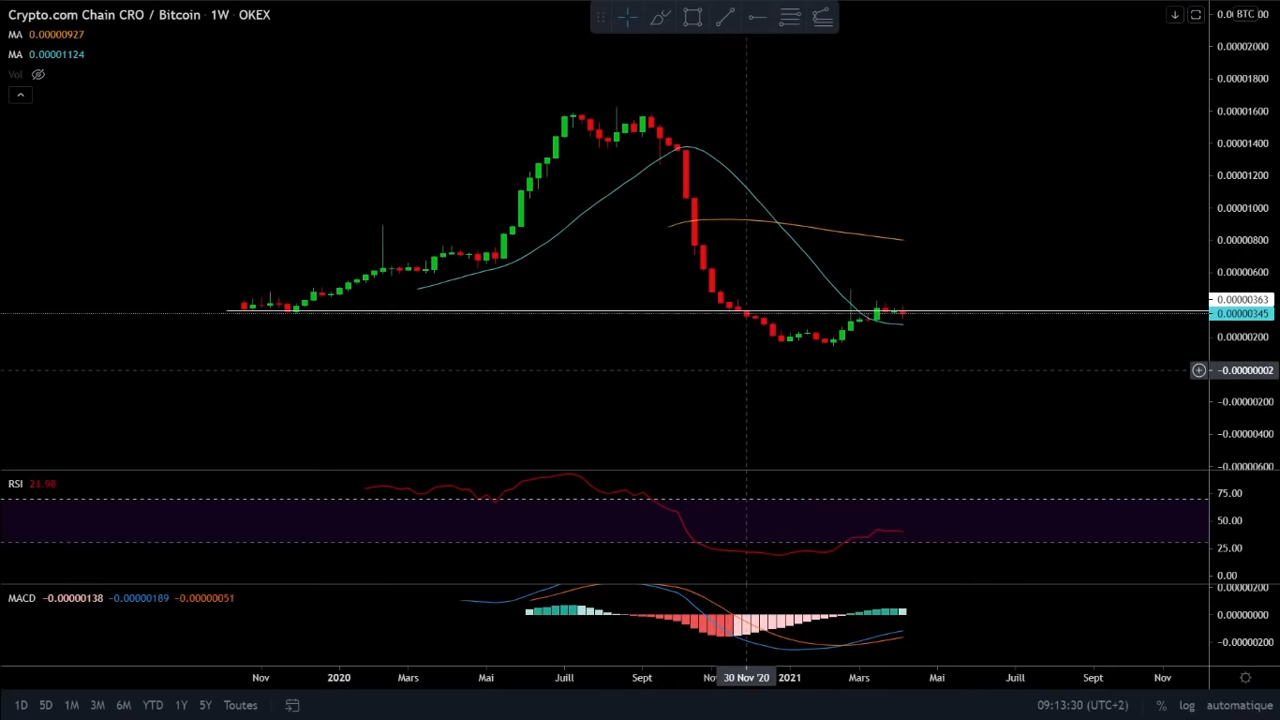 Crypto.com Chain CRO / Bitcoin · 1W · OKEX
MA 0.00000927
MA 0.00001124
Vol
BTC
0.00002000
0.00001800
0.00001600
0.00001400
0.00001200
0.00001000
0.00000800
0.00000600
0.00000363
0.00000345
0.00000200
−0.00000002
−0.00000200
−0.00000400
−0.00000600
RSI 21.98
75.00
50.00
25.00
0.00
MACD −0.00000138 −0.00000189 −0.00000051
0.00000200
0.00000000
−0.00000200
Nov 2020 Mars Mai Juill Sept 30 Nov '20 2021 Mars Mai Juill Sept Nov
1D 5D 1M 3M 6M YTD 1Y 5Y Toutes 09:13:30 (UTC+2) % log automatique